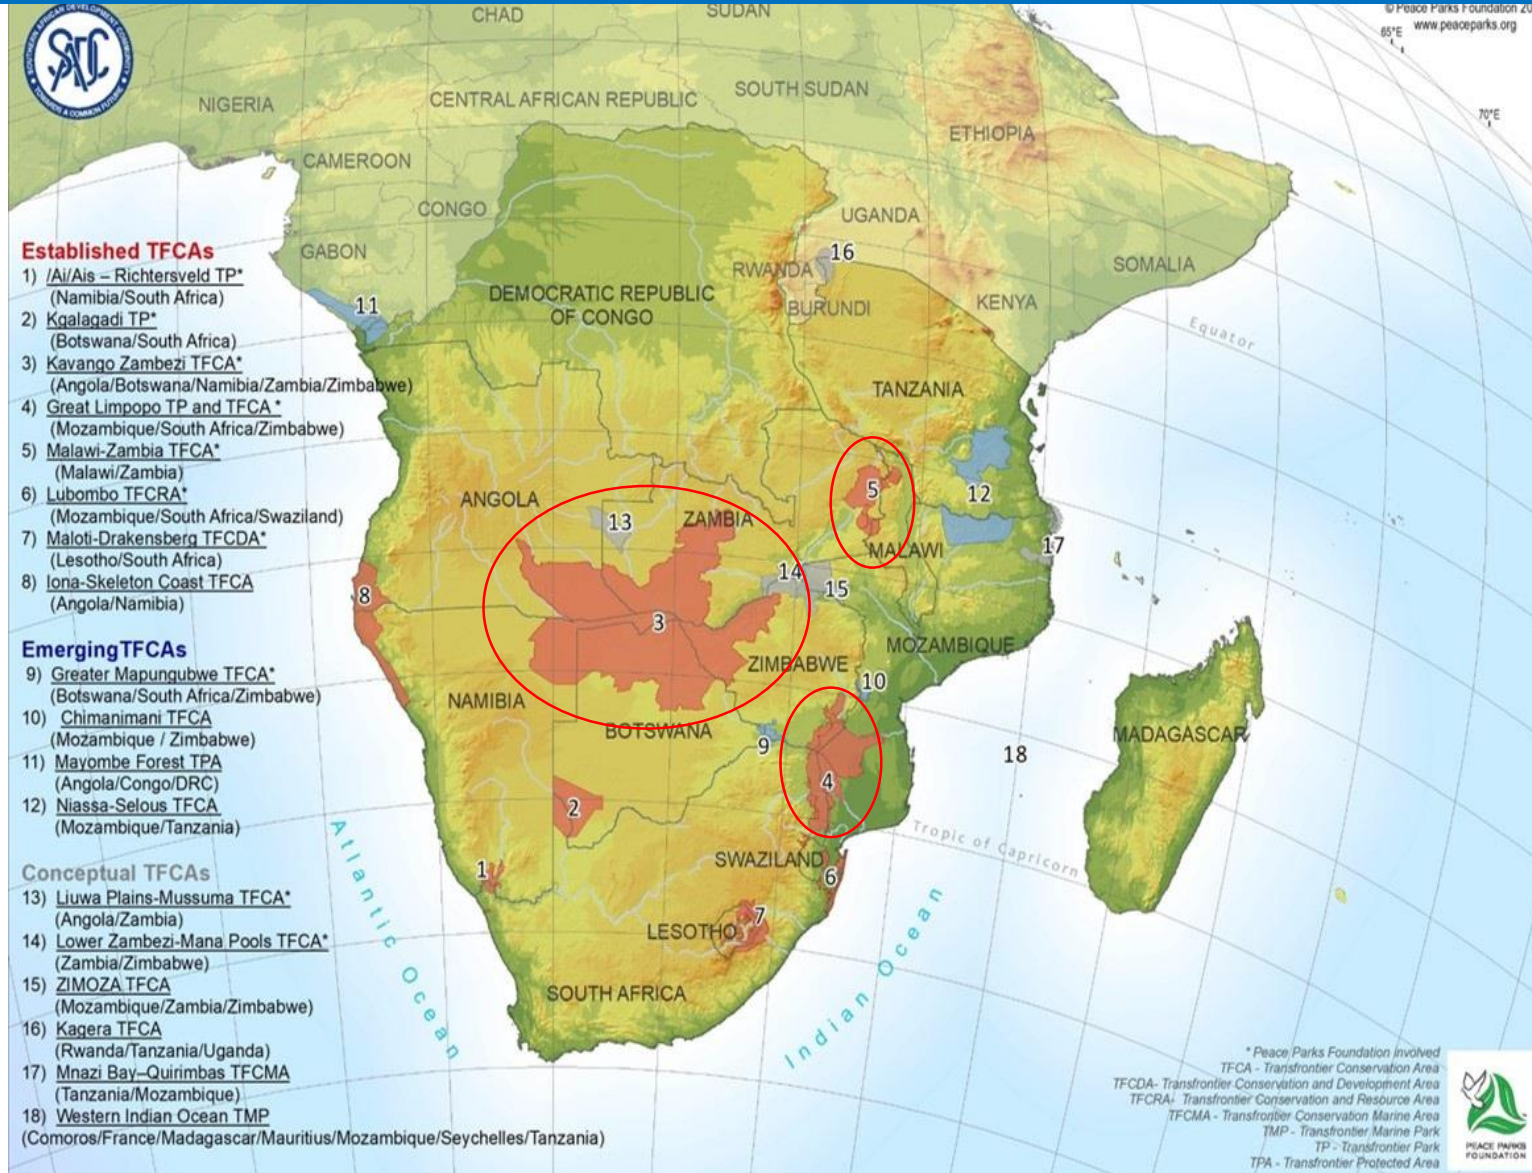 © Peace Parks Foundation 20
www.peaceparks.org
65°E
70°E
SOUTHERN AFRICAN DEVELOPMENT COMMUNITY
SADC
TOWARDS A COMMON FUTURE
CHAD
SUDAN
NIGERIA
CENTRAL AFRICAN REPUBLIC
SOUTH SUDAN
ETHIOPIA
CAMEROON
CONGO
UGANDA
GABON
16
SOMALIA
RWANDA
KENYA
BURUNDI
DEMOCRATIC REPUBLIC
OF CONGO
11
Equator
TANZANIA
ANGOLA
13
ZAMBIA
5
12
MALAWI
17
14
15
8
3
MOZAMBIQUE
ZIMBABWE
10
NAMIBIA
BOTSWANA
9
MADAGASCAR
18
4
2
Tropic of Capricorn
SWAZILAND
1
6
7
LESOTHO
SOUTH AFRICA
Atlantic Ocean
Indian Ocean
Established TFCAs
1) /Ai/Ais – Richtersveld TP*
(Namibia/South Africa)
2) Kgalagadi TP*
(Botswana/South Africa)
3) Kavango Zambezi TFCA*
(Angola/Botswana/Namibia/Zambia/Zimbabwe)
4) Great Limpopo TP and TFCA *
(Mozambique/South Africa/Zimbabwe)
5) Malawi-Zambia TFCA*
(Malawi/Zambia)
6) Lubombo TFCRA*
(Mozambique/South Africa/Swaziland)
7) Maloti-Drakensberg TFCDA*
(Lesotho/South Africa)
8) Iona-Skeleton Coast TFCA
(Angola/Namibia)
EmergingTFCAs
9) Greater Mapungubwe TFCA*
(Botswana/South Africa/Zimbabwe)
10) Chimanimani TFCA
(Mozambique / Zimbabwe)
11) Mayombe Forest TPA
(Angola/Congo/DRC)
12) Niassa-Selous TFCA
(Mozambique/Tanzania)
Conceptual TFCAs
13) Liuwa Plains-Mussuma TFCA*
(Angola/Zambia)
14) Lower Zambezi-Mana Pools TFCA*
(Zambia/Zimbabwe)
15) ZIMOZA TFCA
(Mozambique/Zambia/Zimbabwe)
16) Kagera TFCA
(Rwanda/Tanzania/Uganda)
17) Mnazi Bay–Quirimbas TFCMA
(Tanzania/Mozambique)
18) Western Indian Ocean TMP
(Comoros/France/Madagascar/Mauritius/Mozambique/Seychelles/Tanzania)
* Peace Parks Foundation involved
TFCA - Transfrontier Conservation Area
TFCDA- Transfrontier Conservation and Development Area
TFCRA- Transfrontier Conservation and Resource Area
TFCMA - Transfrontier Conservation Marine Area
TMP - Transfrontier Marine Park
TP - Transfrontier Park
TPA - Transfrontier Protected Area
PEACE PARKS
FOUNDATION